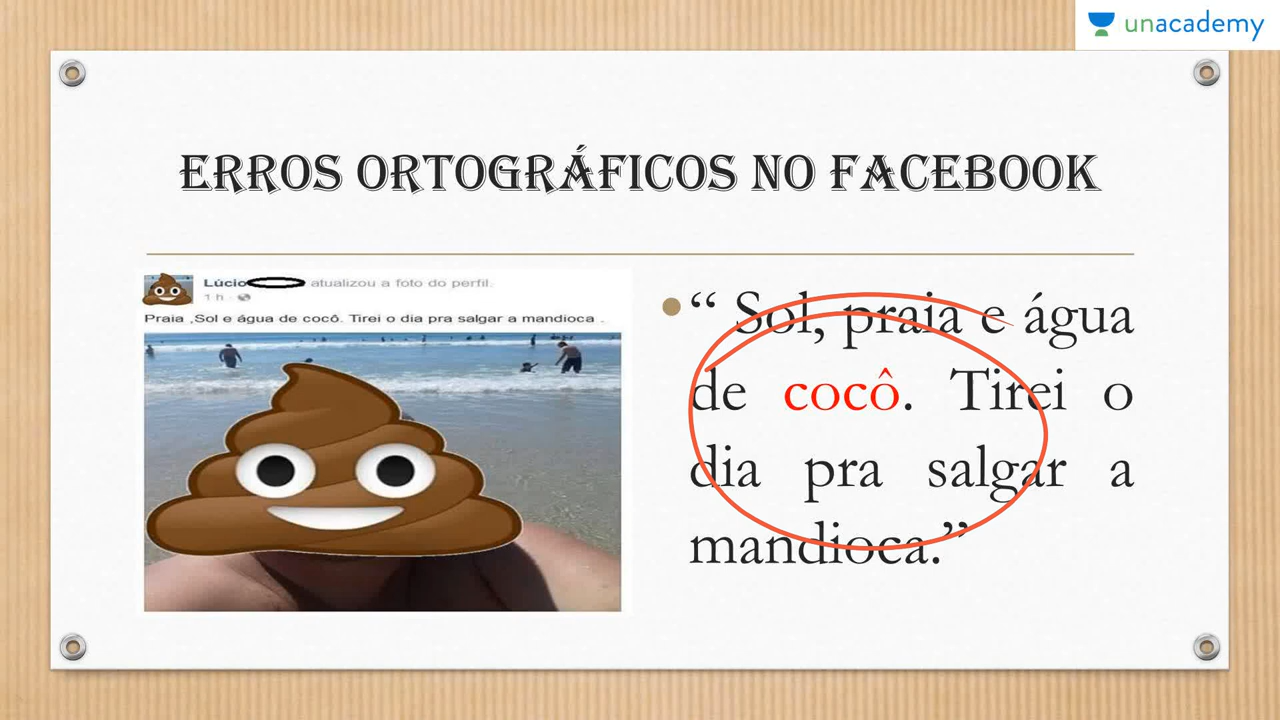 unacademy
ERROS ORTOGRÁFICOS NO FACEBOOK
Lúcio atualizou a foto do perfil.
1 h ·
Praia ,Sol e água de cocô. Tirei o dia pra salgar a mandioca .
“ Sol, praia e água
de cocô. Tirei o
dia pra salgar a
mandioca.”